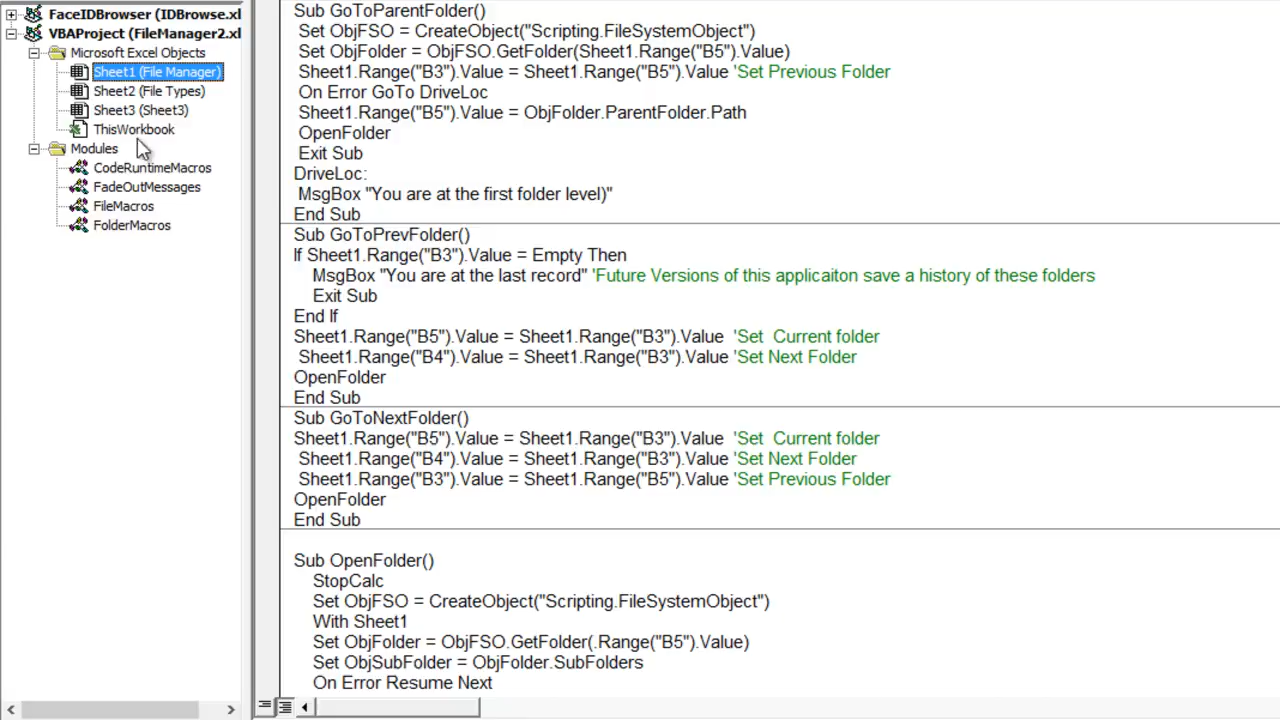 FaceIDBrowser (IDBrowse.xl
VBAProject (FileManager2.xl
Microsoft Excel Objects
Sheet1 (File Manager)
Sheet2 (File Types)
Sheet3 (Sheet3)
ThisWorkbook
Modules
CodeRuntimeMacros
FadeOutMessages
FileMacros
FolderMacros
Sub GoToParentFolder()
Set ObjFSO = CreateObject("Scripting.FileSystemObject")
Set ObjFolder = ObjFSO.GetFolder(Sheet1.Range("B5").Value)
Sheet1.Range("B3").Value = Sheet1.Range("B5").Value 'Set Previous Folder
On Error GoTo DriveLoc
Sheet1.Range("B5").Value = ObjFolder.ParentFolder.Path
OpenFolder
Exit Sub
DriveLoc:
MsgBox "You are at the first folder level)"
End Sub
Sub GoToPrevFolder()
If Sheet1.Range("B3").Value = Empty Then
MsgBox "You are at the last record" 'Future Versions of this applicaiton save a history of these folders
Exit Sub
End If
Sheet1.Range("B5").Value = Sheet1.Range("B3").Value 'Set Current folder
Sheet1.Range("B4").Value = Sheet1.Range("B3").Value 'Set Next Folder
OpenFolder
End Sub
Sub GoToNextFolder()
Sheet1.Range("B5").Value = Sheet1.Range("B3").Value 'Set Current folder
Sheet1.Range("B4").Value = Sheet1.Range("B3").Value 'Set Next Folder
Sheet1.Range("B3").Value = Sheet1.Range("B5").Value 'Set Previous Folder
OpenFolder
End Sub
Sub OpenFolder()
StopCalc
Set ObjFSO = CreateObject("Scripting.FileSystemObject")
With Sheet1
Set ObjFolder = ObjFSO.GetFolder(.Range("B5").Value)
Set ObjSubFolder = ObjFolder.SubFolders
On Error Resume Next